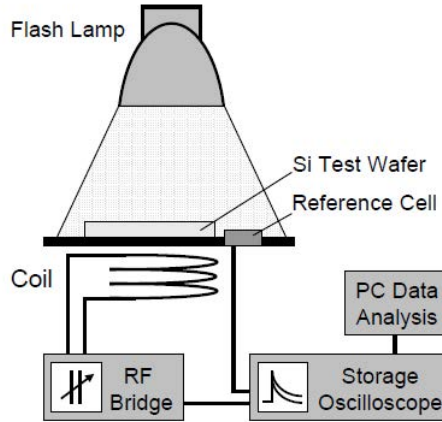 Flash Lamp
Si Test Wafer
Reference Cell
Coil
PC Data
Analysis
RF
Bridge
Storage
Oscilloscope